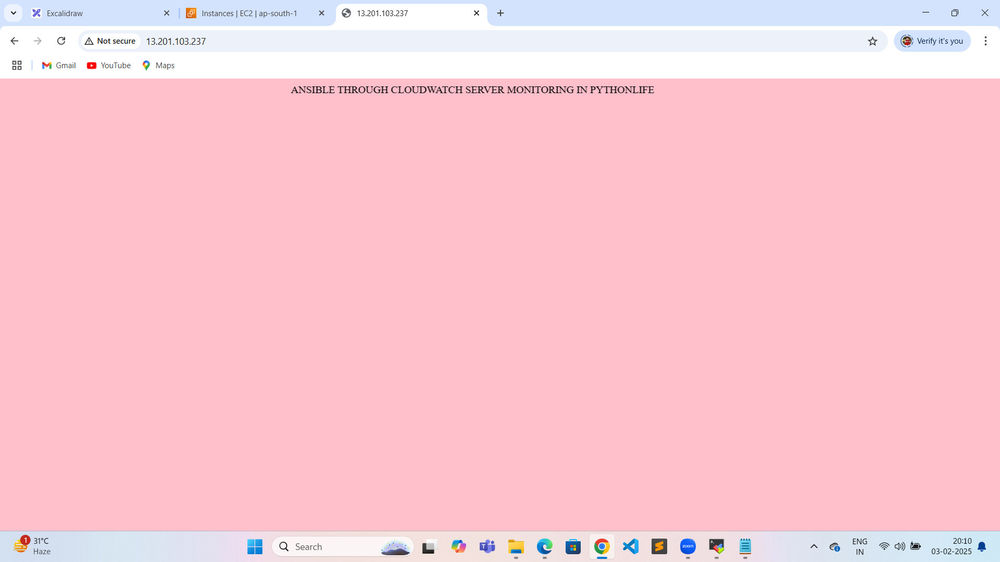 Excalidraw
Instances | EC2 | ap-south-1
13.201.103.237
Not secure
13.201.103.237
Verify it's you
Gmail
YouTube
Maps
ANSIBLE THROUGH CLOUDWATCH SERVER MONITORING IN PYTHONLIFE
1
31°C
Haze
Search
zoom
ENG
IN
20:10
03-02-2025